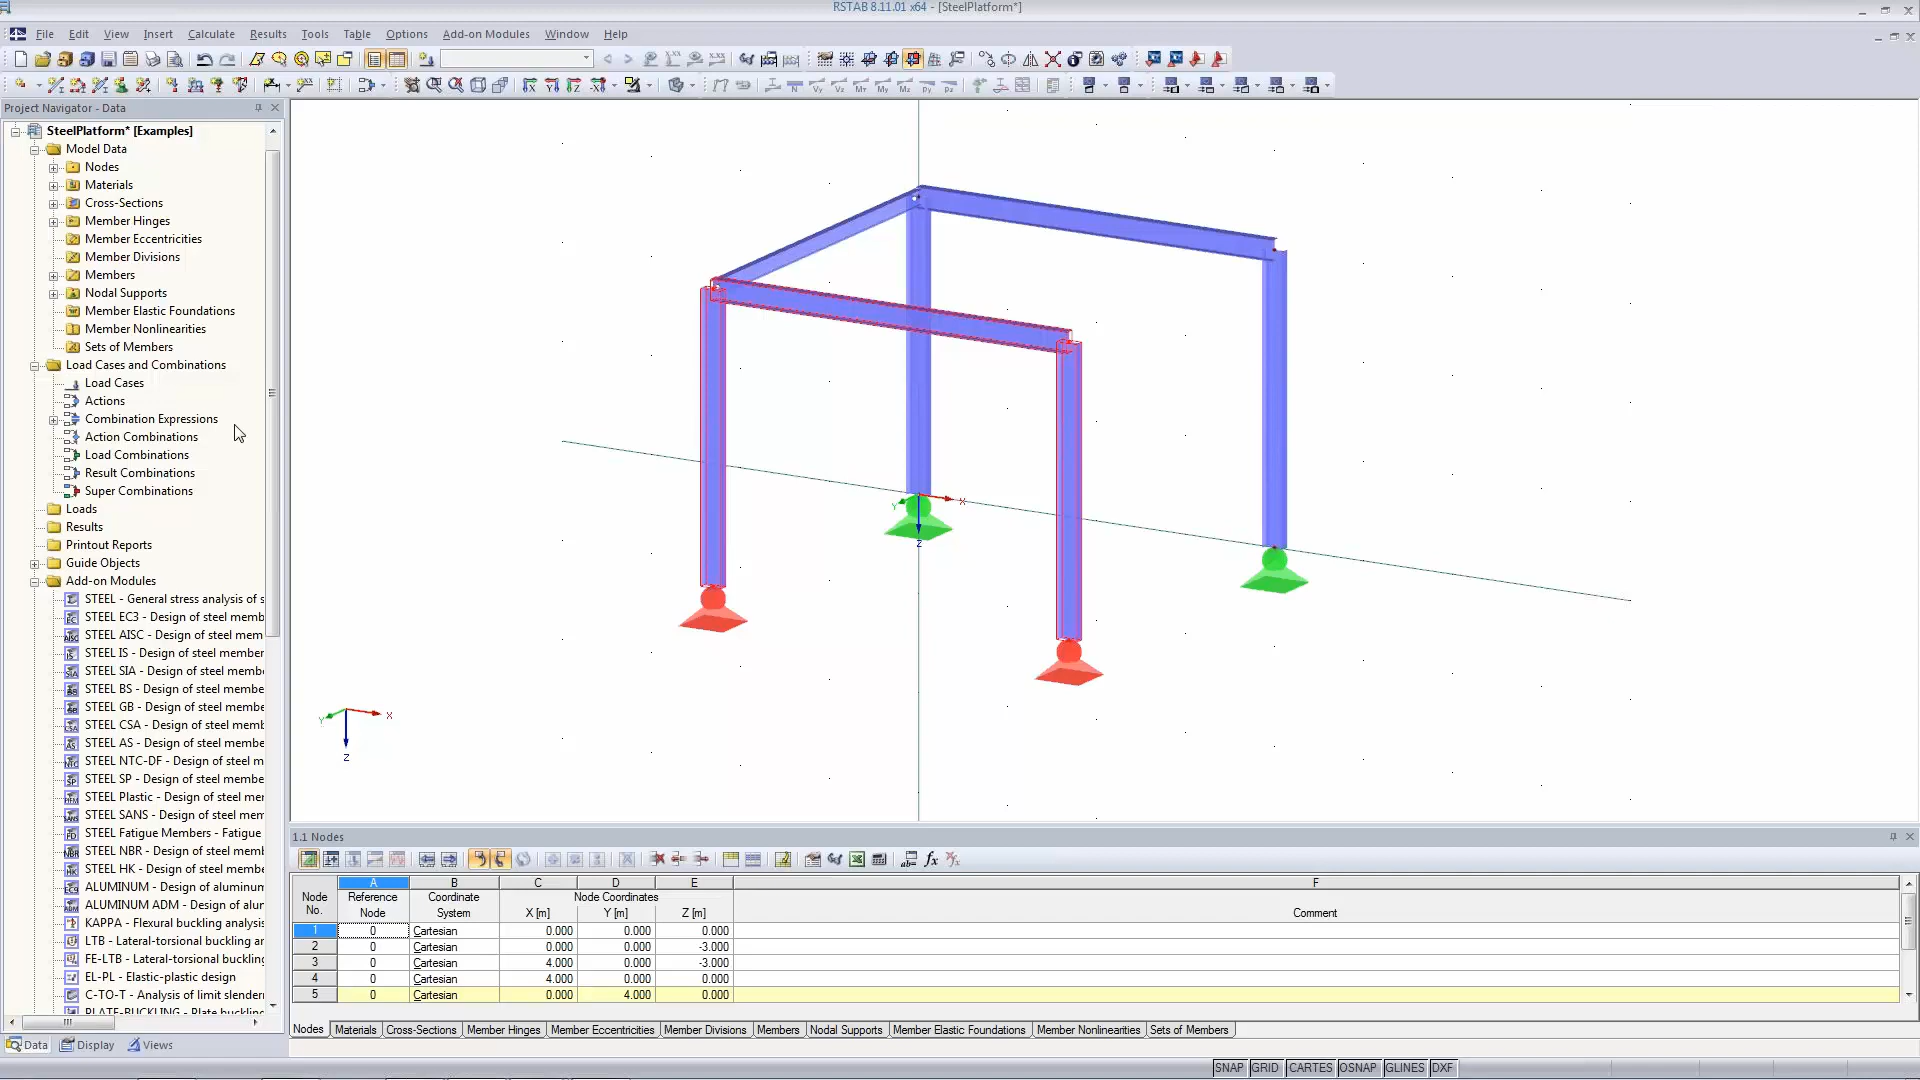 RSTAB 8.11.01 x64 - [SteelPlatform*]
File Edit View Insert Calculate Results Tools Table Options Add-on Modules Window Help
Project Navigator - Data
SteelPlatform* [Examples]
Model Data
Nodes
Materials
Cross-Sections
Member Hinges
Member Eccentricities
Member Divisions
Members
Nodal Supports
Member Elastic Foundations
Member Nonlinearities
Sets of Members
Load Cases and Combinations
Load Cases
Actions
Combination Expressions
Action Combinations
Load Combinations
Result Combinations
Super Combinations
Loads
Results
Printout Reports
Guide Objects
Add-on Modules
STEEL - General stress analysis of s
STEEL EC3 - Design of steel memb
STEEL AISC - Design of steel mem
STEEL IS - Design of steel membe
STEEL SIA - Design of steel membe
STEEL BS - Design of steel membe
STEEL GB - Design of steel membe
STEEL CSA - Design of steel membe
STEEL AS - Design of steel membe
STEEL NTC-DF - Design of steel m
STEEL SP - Design of steel membe
STEEL Plastic - Design of steel mer
STEEL SANS - Design of steel mem
STEEL Fatigue Members - Fatigue
STEEL NBR - Design of steel memb
STEEL HK - Design of steel membe
ALUMINUM - Design of aluminum
ALUMINUM ADM - Design of alur
KAPPA - Flexural buckling analysis
LTB - Lateral-torsional buckling ar
FE-LTB - Lateral-torsional buckling
EL-PL - Elastic-plastic design
C-TO-T - Analysis of limit slenderr
PLATE-BUCKLING - Plate buckling
Data Display Views
Y X
Z
Y X
Z
1.1 Nodes
A B C D E F
Node Reference Coordinate Node Coordinates
No. Node System X [m] Y [m] Z [m] Comment
1 0 Cartesian 0.000 0.000 0.000
2 0 Cartesian 0.000 0.000 -3.000
3 0 Cartesian 4.000 0.000 -3.000
4 0 Cartesian 4.000 0.000 0.000
5 0 Cartesian 0.000 4.000 0.000
Nodes Materials Cross-Sections Member Hinges Member Eccentricities Member Divisions Members Nodal Supports Member Elastic Foundations Member Nonlinearities Sets of Members
SNAP GRID CARTES OSNAP GLINES DXF